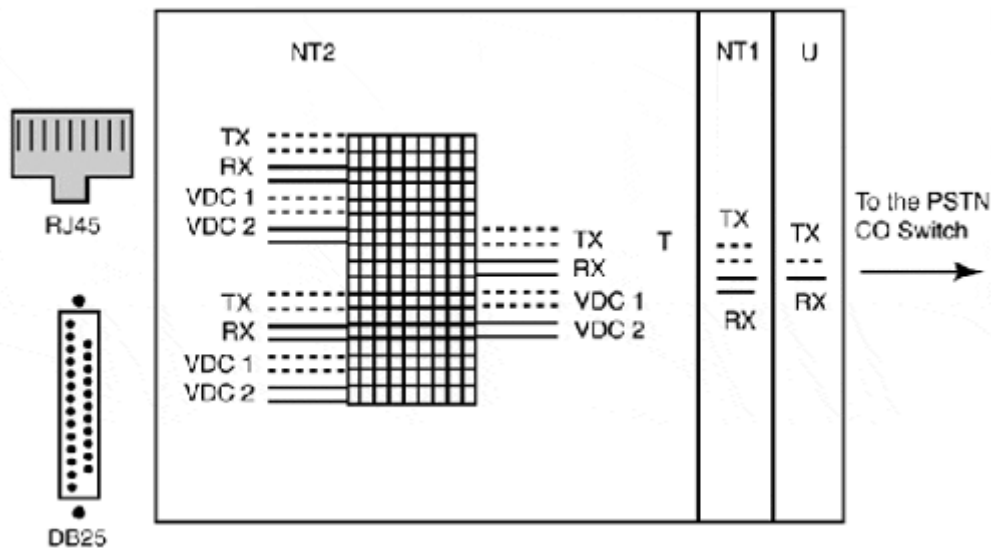 NT2
NT1
U
RJ45
DB25
TX
RX
VDC 1
VDC 2
TX
RX
VDC 1
VDC 2
TX
RX
VDC 1
VDC 2
T
TX
RX
TX
RX
To the PSTN
CO Switch